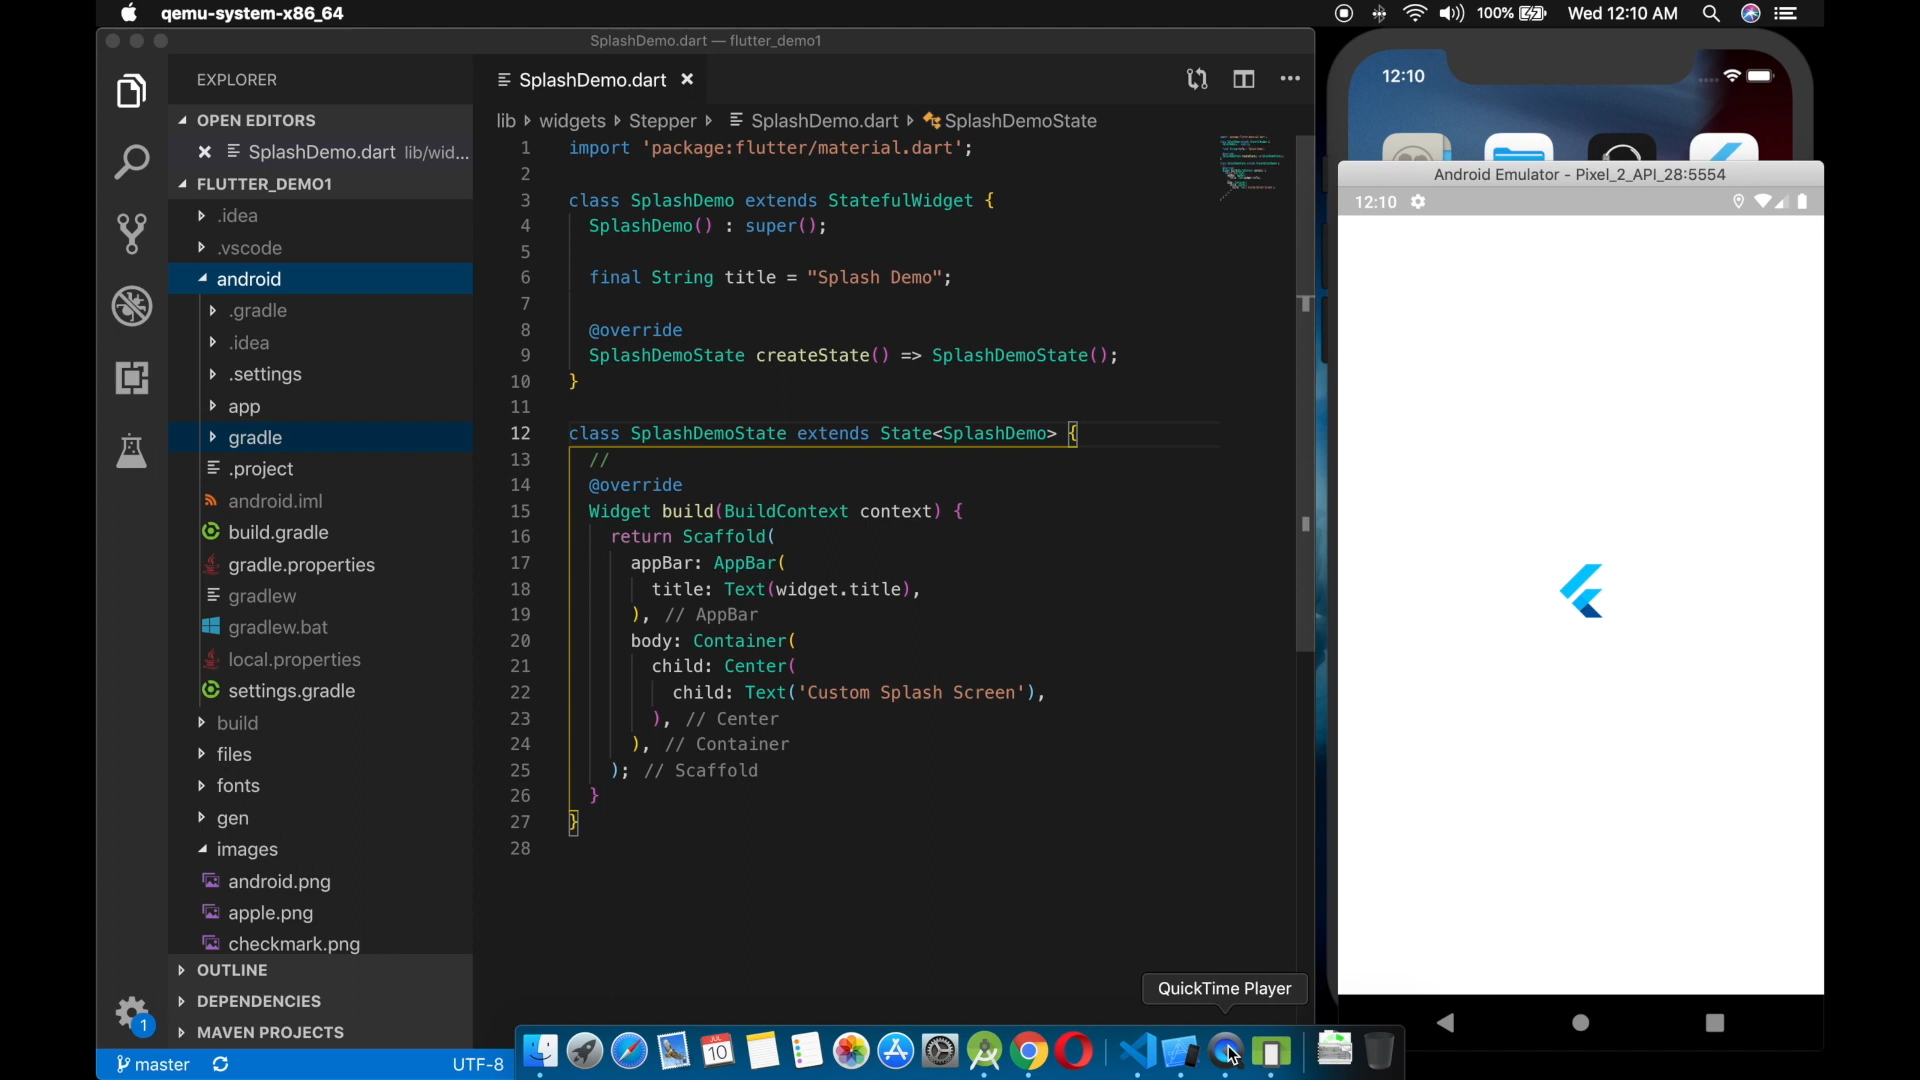 qemu-system-x86_64
100%
Wed 12:10 AM
SplashDemo.dart — flutter_demo1
EXPLORER
OPEN EDITORS
SplashDemo.dart lib/wid...
FLUTTER_DEMO1
.idea
.vscode
android
.gradle
.idea
.settings
app
gradle
.project
android.iml
build.gradle
gradle.properties
gradlew
gradlew.bat
local.properties
settings.gradle
build
files
fonts
gen
images
android.png
apple.png
checkmark.png
OUTLINE
DEPENDENCIES
MAVEN PROJECTS
1
master
UTF-8
SplashDemo.dart
lib widgets Stepper SplashDemo.dart SplashDemoState
1 import 'package:flutter/material.dart';
2
3 class SplashDemo extends StatefulWidget {
4 SplashDemo() : super();
5
6 final String title = "Splash Demo";
7
8 @override
9 SplashDemoState createState() => SplashDemoState();
10 }
11
12 class SplashDemoState extends State<SplashDemo> {
13 //
14 @override
15 Widget build(BuildContext context) {
16 return Scaffold(
17 appBar: AppBar(
18 title: Text(widget.title),
19 ), // AppBar
20 body: Container(
21 child: Center(
22 child: Text('Custom Splash Screen'),
23 ), // Center
24 ), // Container
25 ); // Scaffold
26 }
27 }
28
QuickTime Player
JUL
10
12:10
Android Emulator - Pixel_2_API_28:5554
12:10